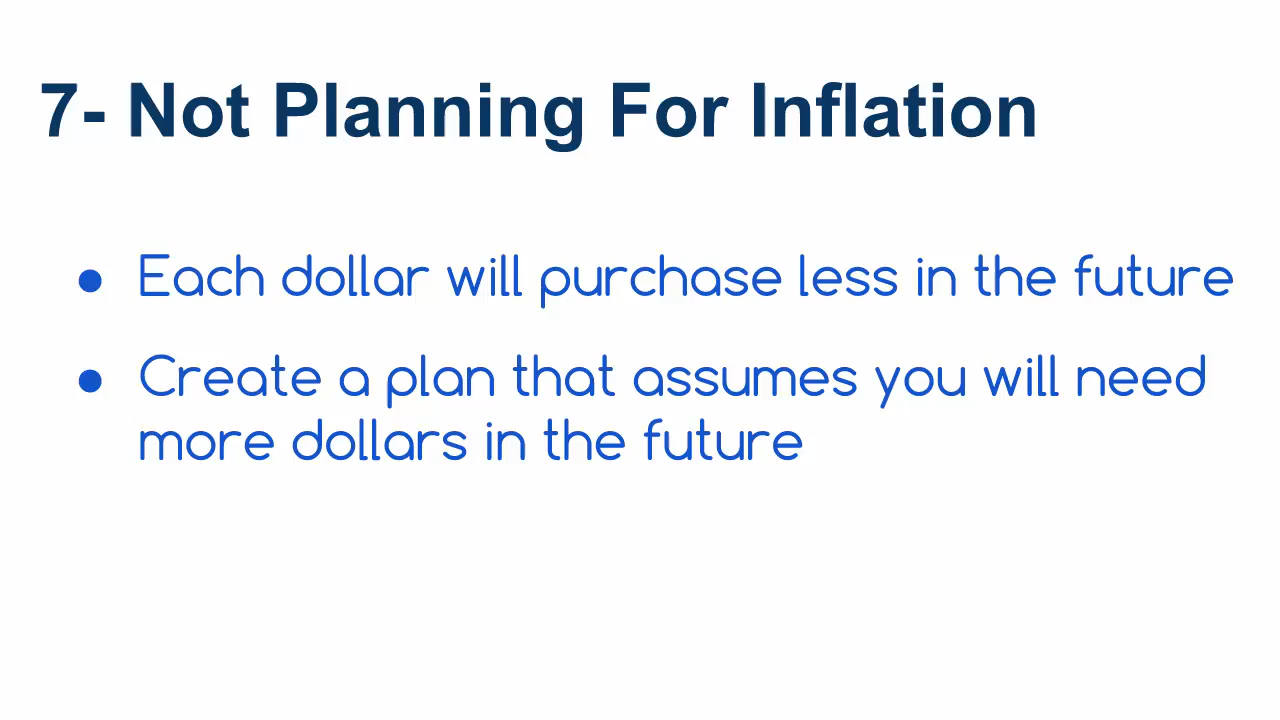 7- Not Planning For Inflation
● Each dollar will purchase less in the future
● Create a plan that assumes you will need
more dollars in the future